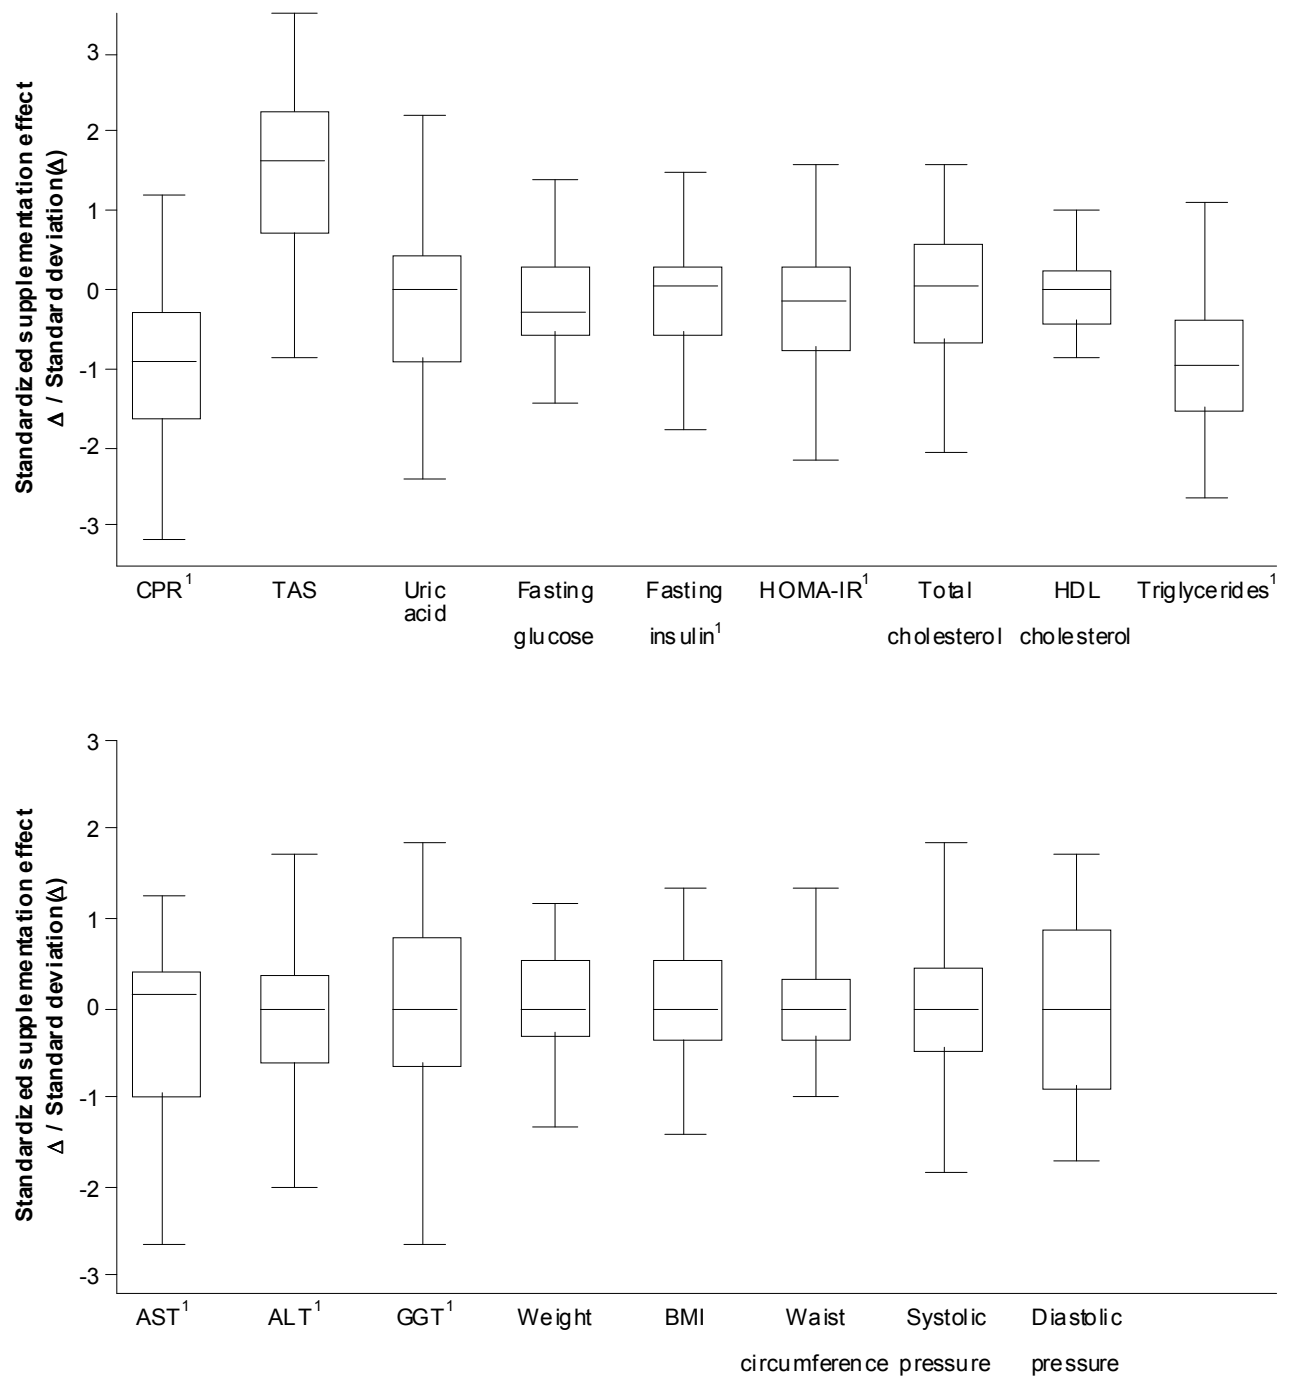 Standardized supplementation effect
Δ / Standard deviation(Δ)
3
2
1
0
-1
-2
-3
CPR¹
TAS
Uric
acid
Fasting
glucose
Fasting
insulin¹
HOMA-IR¹
Total
cholesterol
HDL
cholesterol
Triglycerides¹
Standardized supplementation effect
Δ / Standard deviation(Δ)
3
2
1
0
-1
-2
-3
AST¹
ALT¹
GGT¹
Weight
BMI
Waist
circumference
Systolic
pressure
Diastolic
pressure